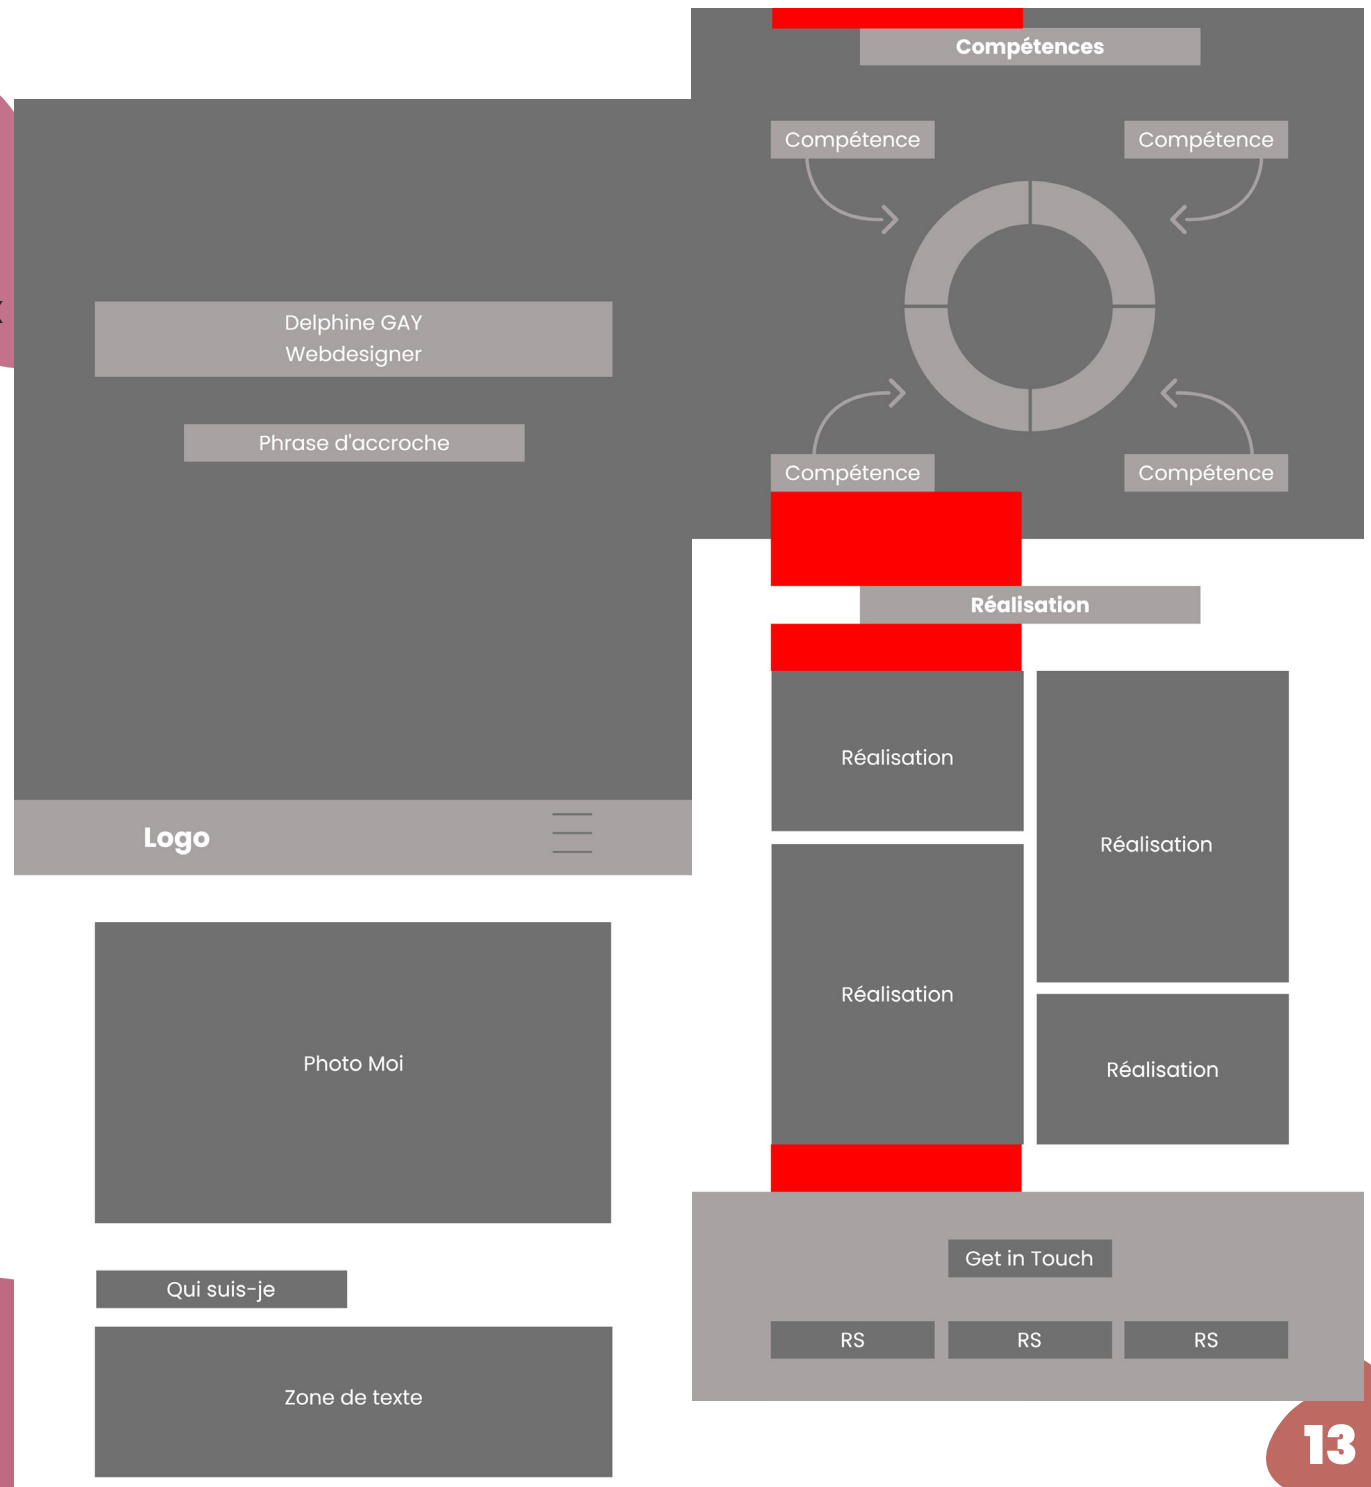 Delphine GAY
Webdesigner
Phrase d'accroche
Logo
Photo Moi
Qui suis-je
Zone de texte
Compétences
Compétence
Compétence
Compétence
Compétence
Réalisation
Réalisation
Réalisation
Réalisation
Réalisation
Get in Touch
RS
RS
RS
13